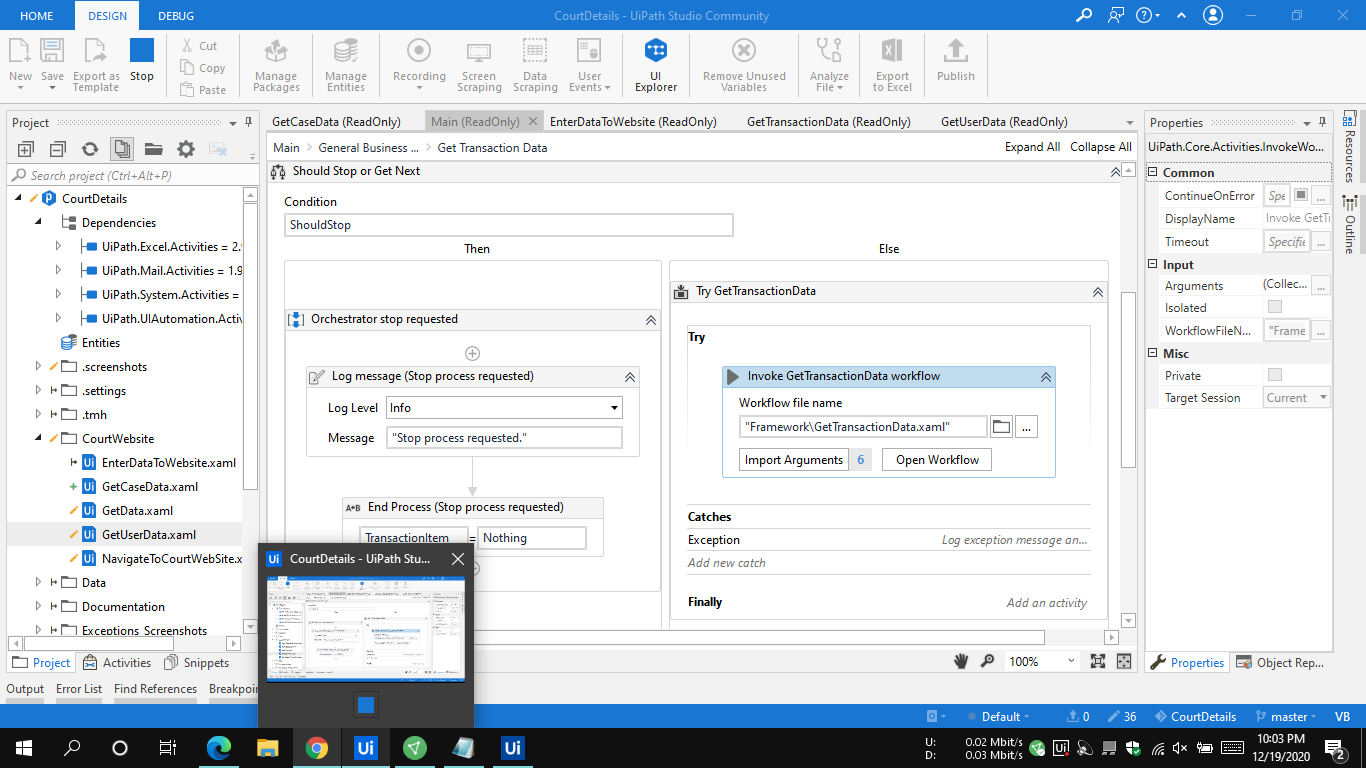 HOME DESIGN DEBUG CourtDetails - UiPath Studio Community
New Save Export as Template Stop Cut Copy Paste Manage Packages Manage Entities Recording Screen Scraping Data Scraping User Events UI Explorer Remove Unused Variables Analyze File Export to Excel Publish
Project
Search project (Ctrl+Alt+P)
CourtDetails
Dependencies
UiPath.Excel.Activities = 2.
UiPath.Mail.Activities = 1.9
UiPath.System.Activities =
UiPath.UIAutomation.Activ
Entities
.screenshots
.settings
.tmh
CourtWebsite
EnterDataToWebsite.xaml
GetCaseData.xaml
GetData.xaml
GetUserData.xaml
NavigateToCourtWebSite.x
Data
Documentation
Exceptions_Screenshots
Project Activities Snippets
Output Error List Find References Breakpoin
GetCaseData (ReadOnly) Main (ReadOnly) EnterDataToWebsite (ReadOnly) GetTransactionData (ReadOnly) GetUserData (ReadOnly)
Main General Business ... Get Transaction Data Expand All Collapse All
Should Stop or Get Next
Condition
ShouldStop
Then Else
Orchestrator stop requested
Log message (Stop process requested)
Log Level Info
Message "Stop process requested."
A*B End Process (Stop process requested)
TransactionItem = Nothing
Try GetTransactionData
Try
Invoke GetTransactionData workflow
Workflow file name
"Framework\GetTransactionData.xaml" ...
Import Arguments 6 Open Workflow
Catches
Exception Log exception message an...
Add new catch
Finally Add an activity
100%
Properties
UiPath.Core.Activities.InvokeWo...
Common
ContinueOnError Spe ...
DisplayName Invoke GetTr
Timeout Specifie ...
Input
Arguments (Collec... ...
Isolated
WorkflowFileN... "Frame ...
Misc
Private
Target Session Current
Properties Object Rep...
Resources
Outline
Ui CourtDetails - UiPath Stu...
Default 0 36 CourtDetails master VB
Ui Ui
U: 0.02 Mbit/s
D: 0.03 Mbit/s
10:03 PM
12/19/2020
2